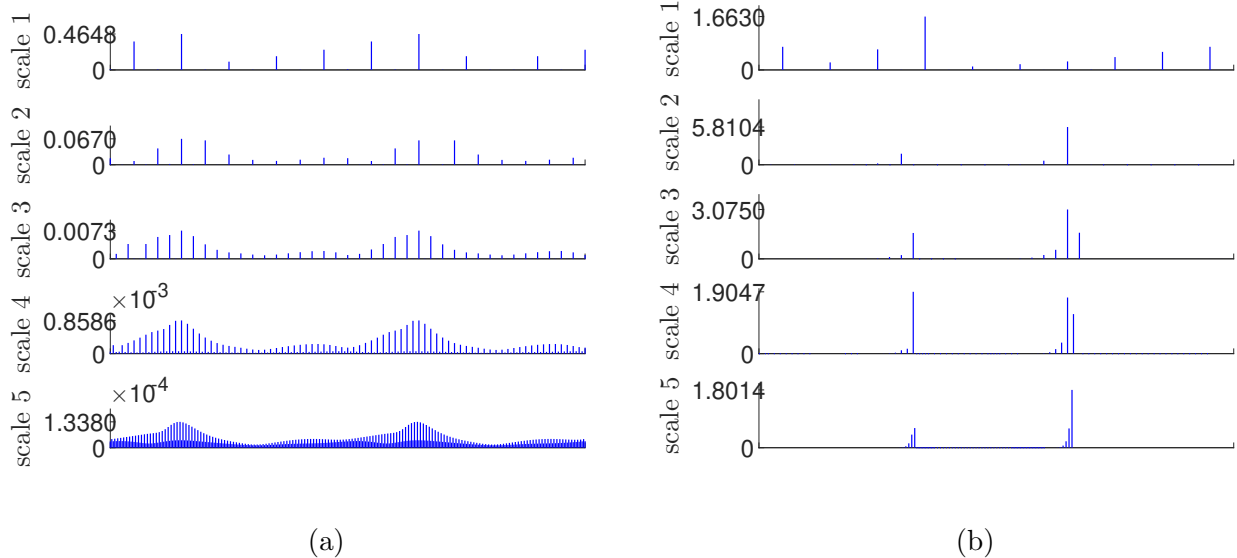 scale 1
0.4648
0
scale 2
0.0670
0
scale 3
0.0073
0
×10-3
scale 4
0.8586
0
×10-4
scale 5
1.3380
0
(a)
scale 1
1.6630
0
scale 2
5.8104
0
scale 3
3.0750
0
scale 4
1.9047
0
scale 5
1.8014
0
(b)